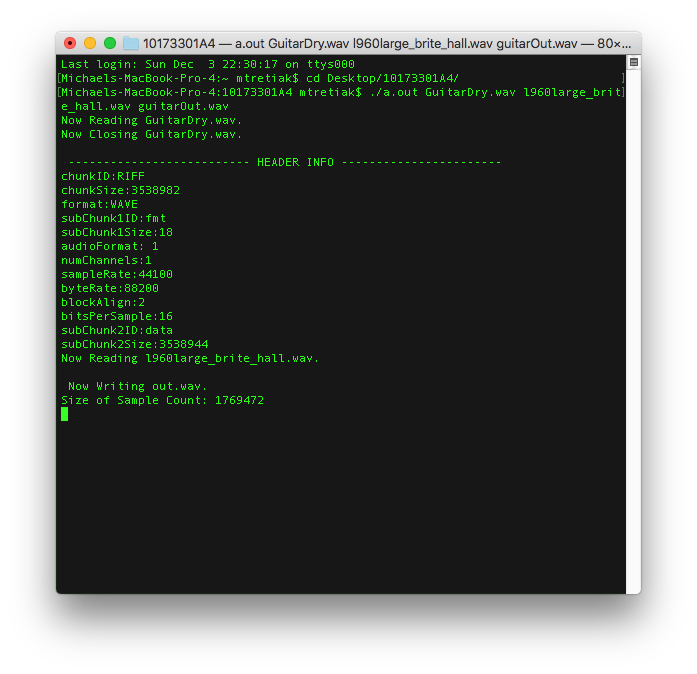 10173301A4 — a.out GuitarDry.wav l960large_brite_hall.wav guitarOut.wav — 80×...
Last login: Sun Dec  3 22:30:17 on ttys000
[Michaels-MacBook-Pro-4:~ mtretiak$ cd Desktop/10173301A4/ ]
[Michaels-MacBook-Pro-4:10173301A4 mtretiak$ ./a.out GuitarDry.wav l960large_brit]
e_hall.wav guitarOut.wav
Now Reading GuitarDry.wav.
Now Closing GuitarDry.wav.
-------------------------- HEADER INFO -----------------------
chunkID:RIFF
chunkSize:3538982
format:WAVE
subChunk1ID:fmt
subChunk1Size:18
audioFormat: 1
numChannels:1
sampleRate:44100
byteRate:88200
blockAlign:2
bitsPerSample:16
subChunk2ID:data
subChunk2Size:3538944
Now Reading l960large_brite_hall.wav.
Now Writing out.wav.
Size of Sample Count: 1769472